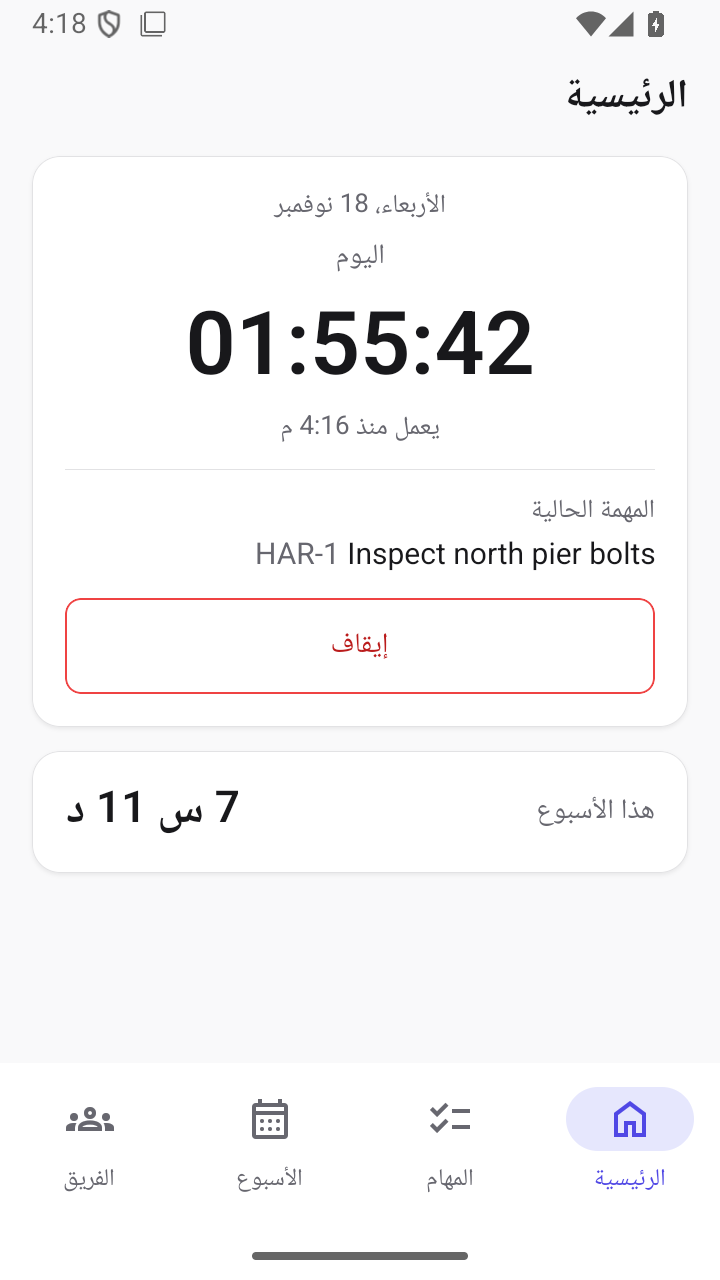 4:18
الرئيسية
الأربعاء، 18 نوفمبر
اليوم
01:55:42
يعمل منذ 4:16 م
المهمة الحالية
HAR-1 Inspect north pier bolts
إيقاف
هذا الأسبوع
7 س 11 د
الرئيسية
المهام
الأسبوع
الفريق